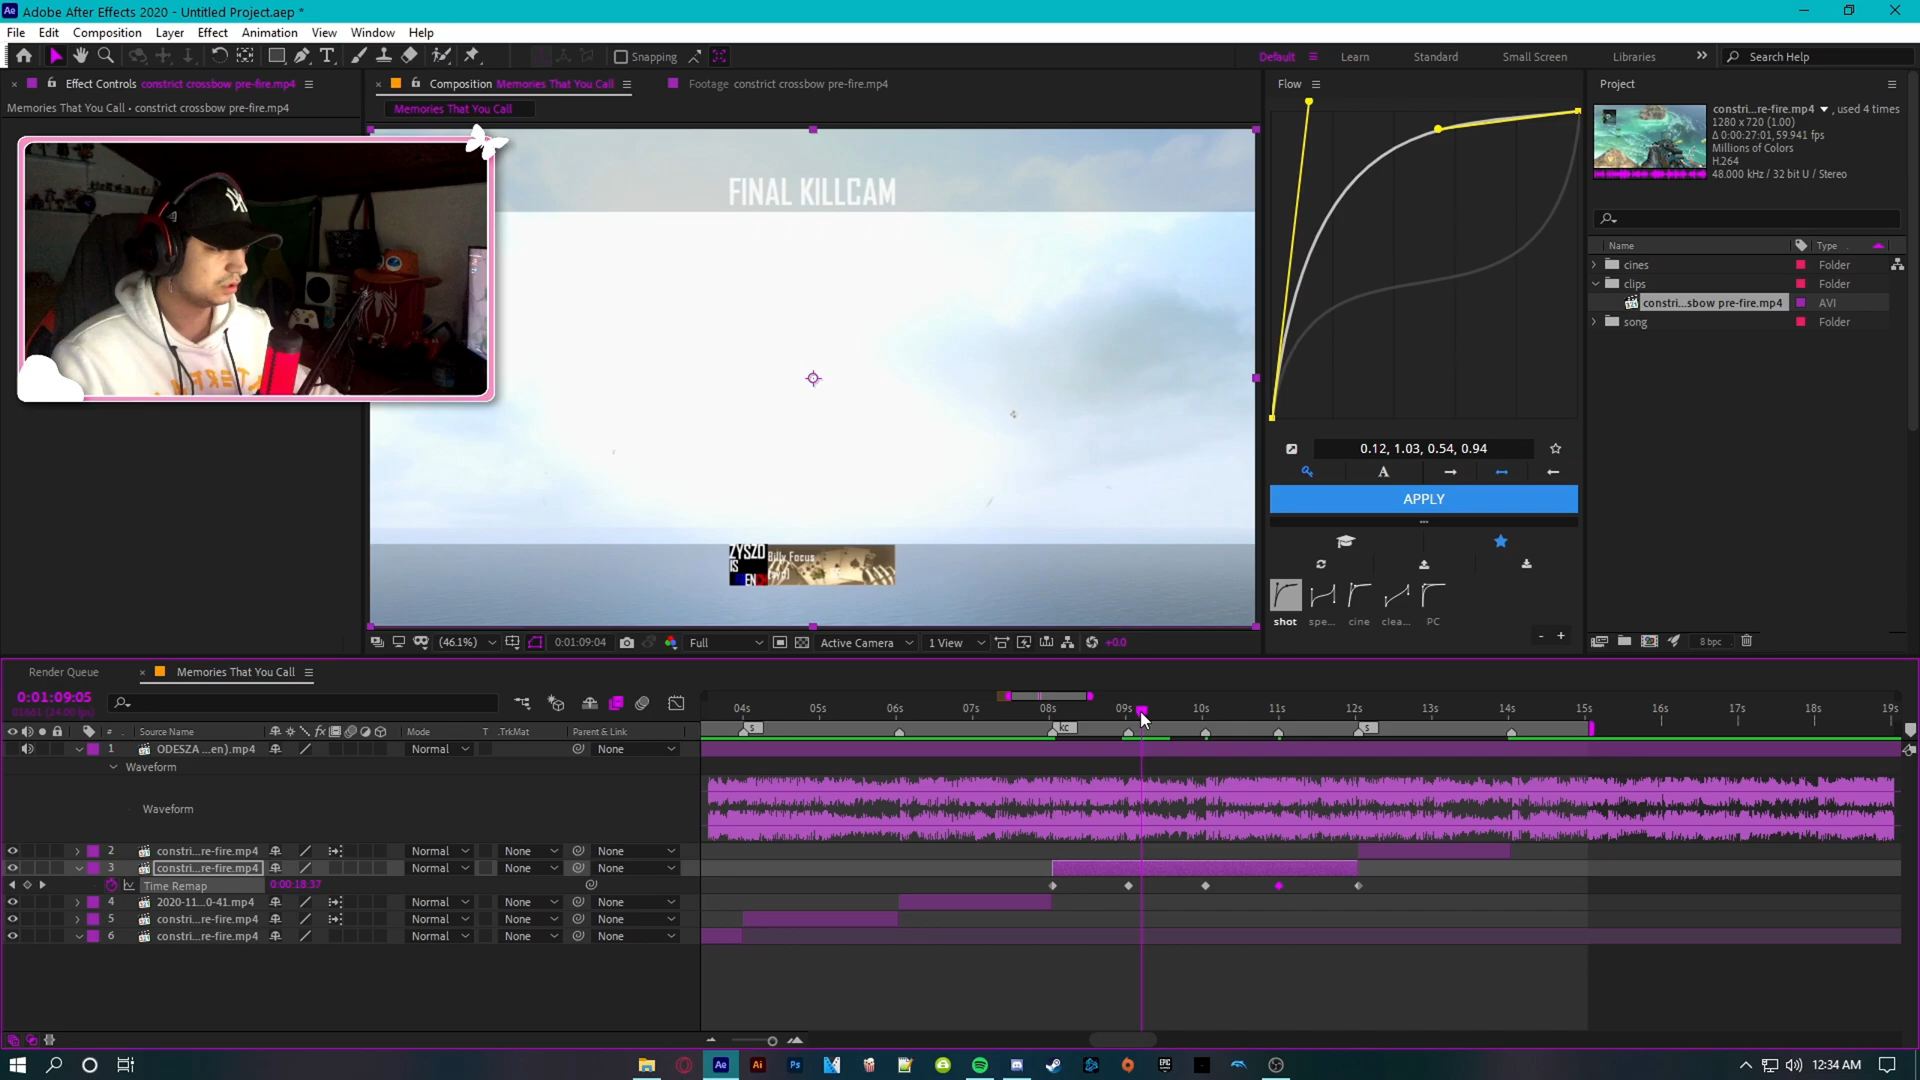 Adobe After Effects 2020 - Untitled Project.aep *
File Edit Composition Layer Effect Animation View Window Help
Snapping
Default Learn Standard Small Screen Libraries Search Help
Effect Controls constrict crossbow pre-fire.mp4
Composition Memories That You Call
Footage constrict crossbow pre-fire.mp4
Flow
Project
Memories That You Call • constrict crossbow pre-fire.mp4
Memories That You Call
constri...re-fire.mp4 , used 4 times
1280 x 720 (1.00)
Δ 0:00:27:01, 59.941 fps
Millions of Colors
H.264
48.000 kHz / 32 bit U / Stereo
FINAL KILLCAM
Name Type
cines Folder
clips Folder
constri...sbow pre-fire.mp4 AVI
song Folder
0.12, 1.03, 0.54, 0.94
A
APPLY
ZYSZO
IS
Billy Focus
shot spe... cine clea... PC
- +
(46.1%) 0:01:09:04 Full Active Camera 1 View +0.0
8 bpc
Render Queue
Memories That You Call
0:01:09:05
04s 05s 06s 07s 08s 09s 10s 11s 12s 13s 14s 15s 16s 17s 18s 19s
s kc s
# Source Name fx Mode T .TrkMat Parent & Link
1 ODESZA ...en).mp4 Normal None
Waveform
Waveform
2 constri...re-fire.mp4 Normal None None
3 constri...re-fire.mp4 Normal None None
Time Remap 0:00:18:37
4 2020-11...0-41.mp4 Normal None None
5 constri...re-fire.mp4 Normal None None
6 constri...re-fire.mp4 Normal None None
12:34 AM